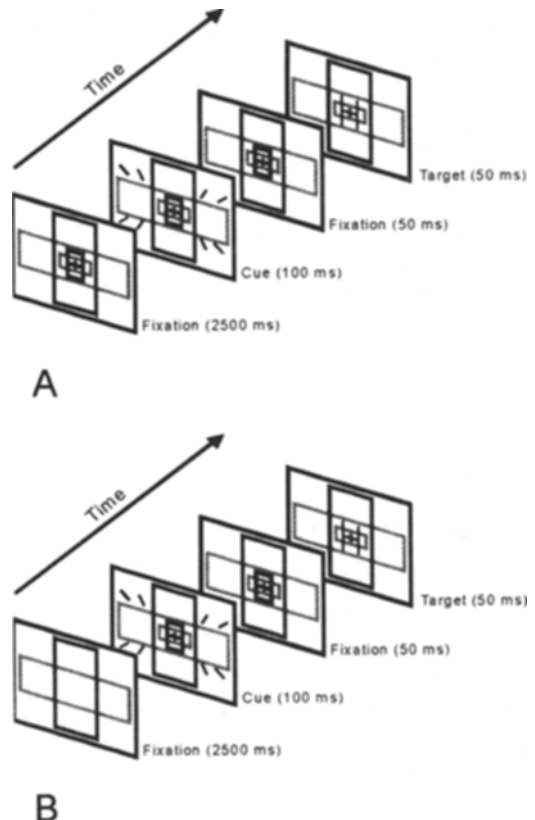 Time
Target (50 ms)
Fixation (50 ms)
Cue (100 ms)
Fixation (2500 ms)
A
Time
Target (50 ms)
Fixation (50 ms)
Cue (100 ms)
Fixation (2500 ms)
B